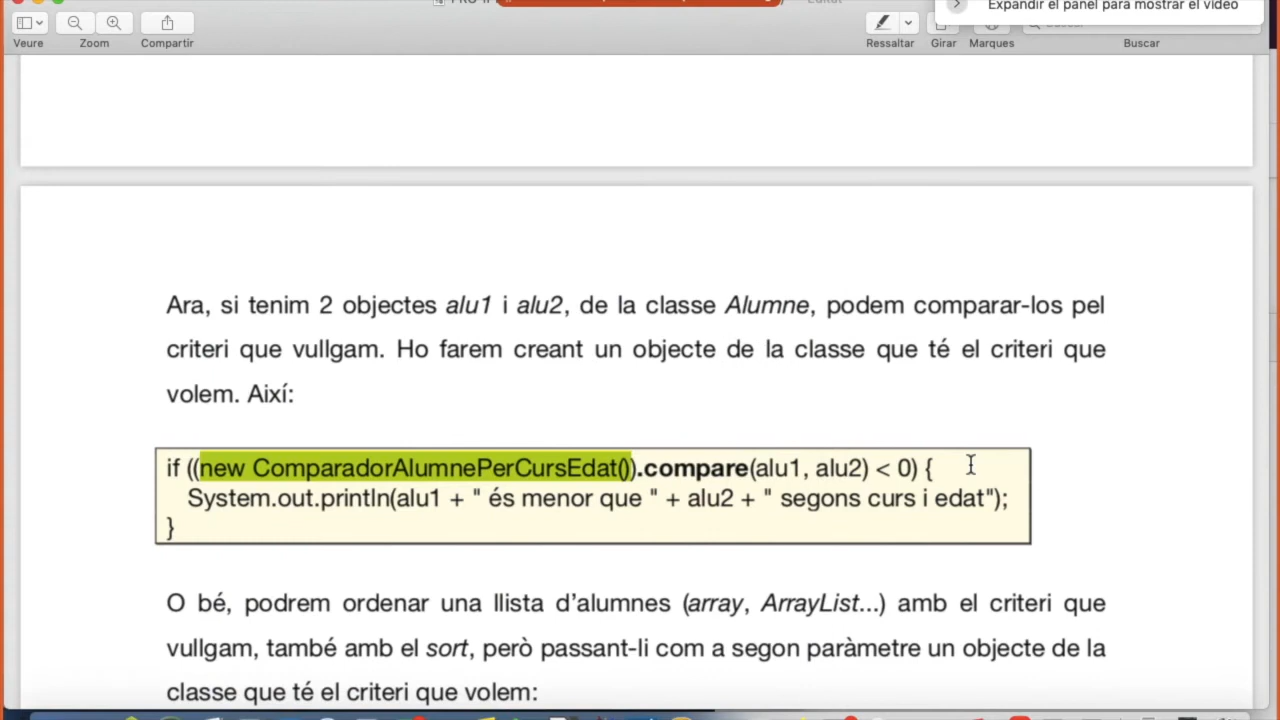 Expandir el panel para mostrar el vídeo
Veure
Zoom
Compartir
Ressaltar
Girar
Marques
Buscar
Ara, si tenim 2 objectes alu1 i alu2, de la classe Alumne, podem comparar-los pel
criteri que vullgam. Ho farem creant un objecte de la classe que té el criteri que
volem. Així:
if ((new ComparadorAlumnePerCursEdat()).compare(alu1, alu2) < 0) {
System.out.println(alu1 + " és menor que " + alu2 + " segons curs i edat");
}
O bé, podrem ordenar una llista d’alumnes (array, ArrayList...) amb el criteri que
vullgam, també amb el sort, però passant-li com a segon paràmetre un objecte de la
classe que té el criteri que volem: